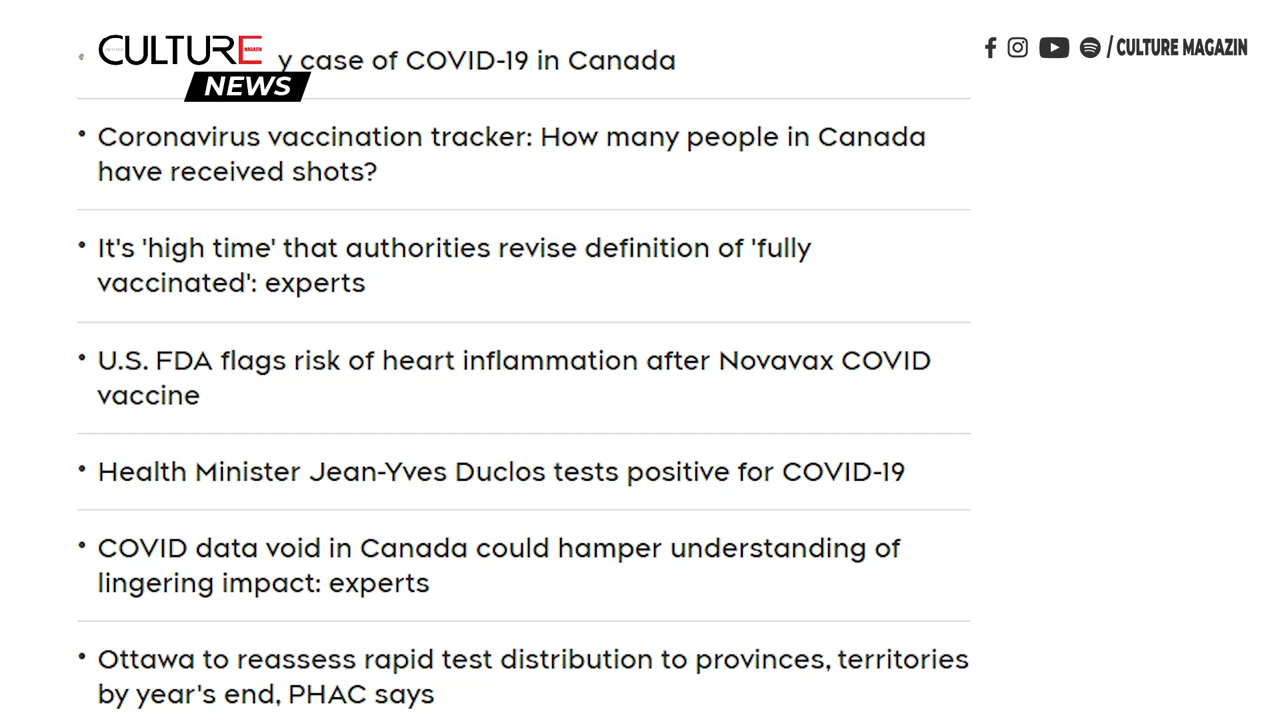 CULTURE
MAGAZIN
NEWS
/ CULTURE MAGAZIN
y case of COVID-19 in Canada
• Coronavirus vaccination tracker: How many people in Canada
have received shots?
• It's 'high time' that authorities revise definition of 'fully
vaccinated': experts
• U.S. FDA flags risk of heart inflammation after Novavax COVID
vaccine
• Health Minister Jean-Yves Duclos tests positive for COVID-19
• COVID data void in Canada could hamper understanding of
lingering impact: experts
• Ottawa to reassess rapid test distribution to provinces, territories
by year's end, PHAC says